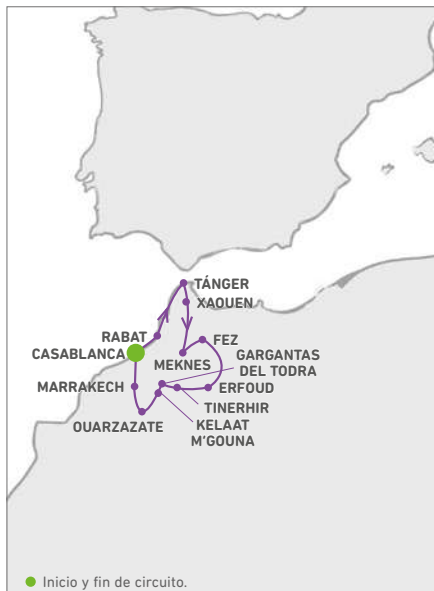 TÁNGER
XAOUEN
RABAT
FEZ
CASABLANCA
MEKNES
GARGANTAS
DEL TODRA
MARRAKECH
ERFOUD
TINERHIR
OUARZAZATE
KELAAT
M'GOUNA
Inicio y fin de circuito.